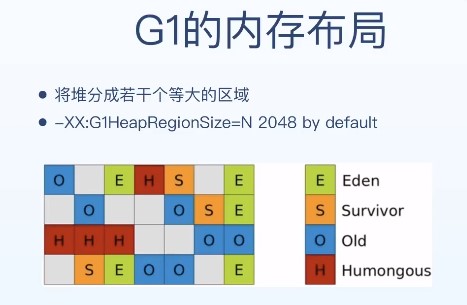 G1的内存布局
将堆分成若干个等大的区域
-XX:G1HeapRegionSize=N 2048 by default
O E H S E
O O S E
H H H O O
S E O O E
E Eden
S Survivor
O Old
H Humongous